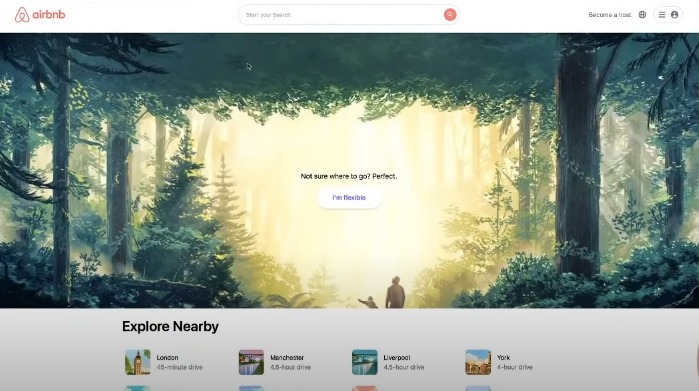 airbnb
Start your Search
Become a host
Not sure where to go? Perfect.
I'm flexible
Explore Nearby
London
45-minute drive
Manchester
4.5-hour drive
Liverpool
4.5-hour drive
York
4-hour drive